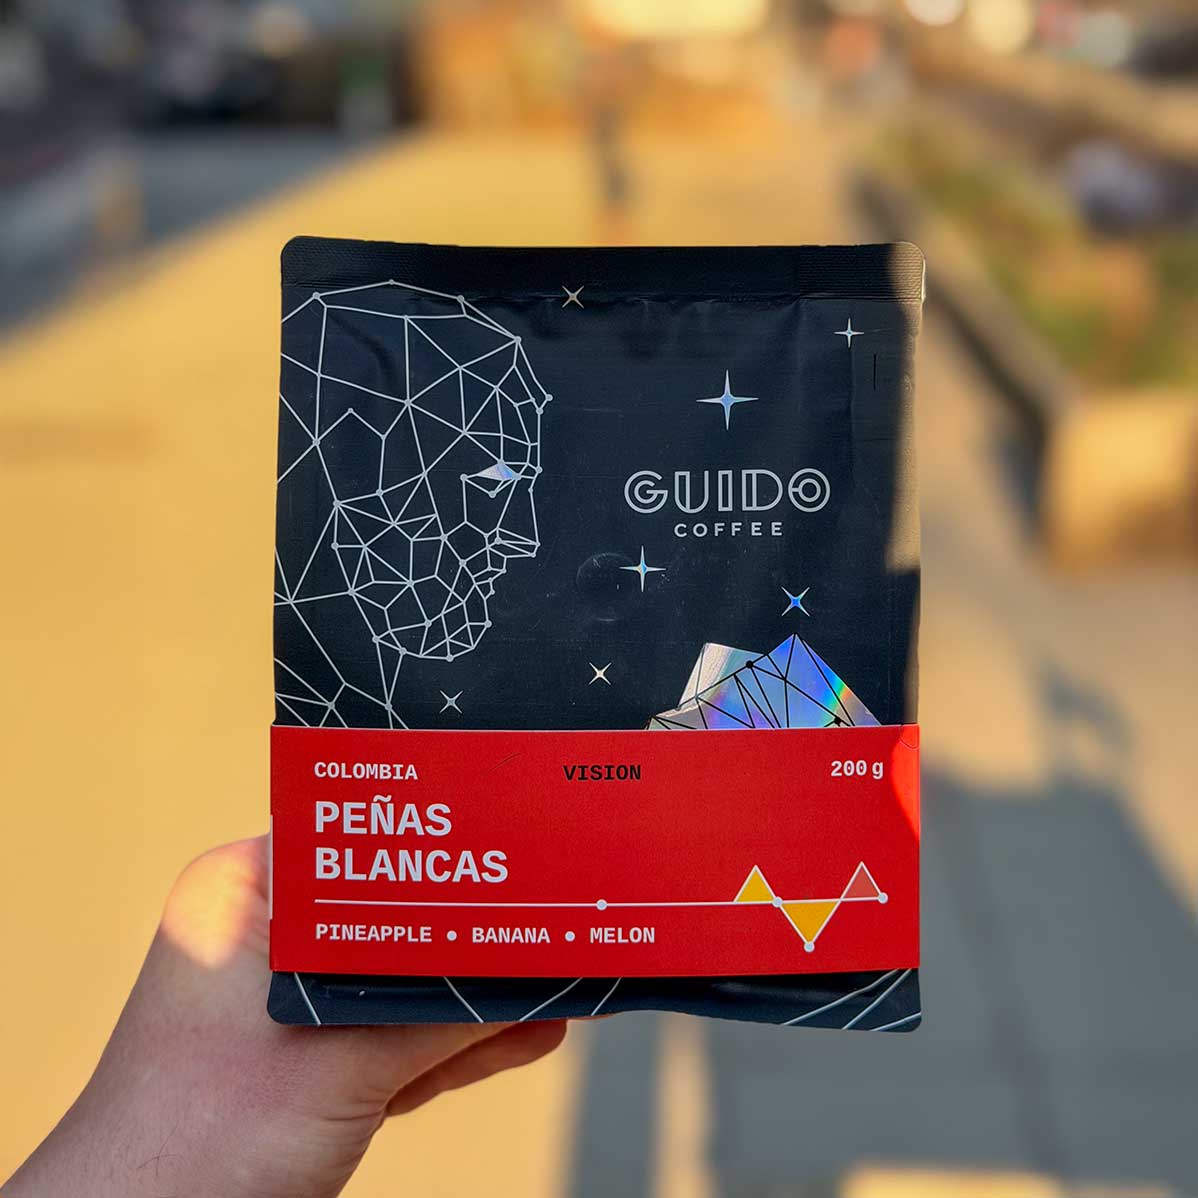 GUIDO
COFFEE
COLOMBIA VISION 200 g
PEÑAS
BLANCAS
PINEAPPLE • BANANA • MELON